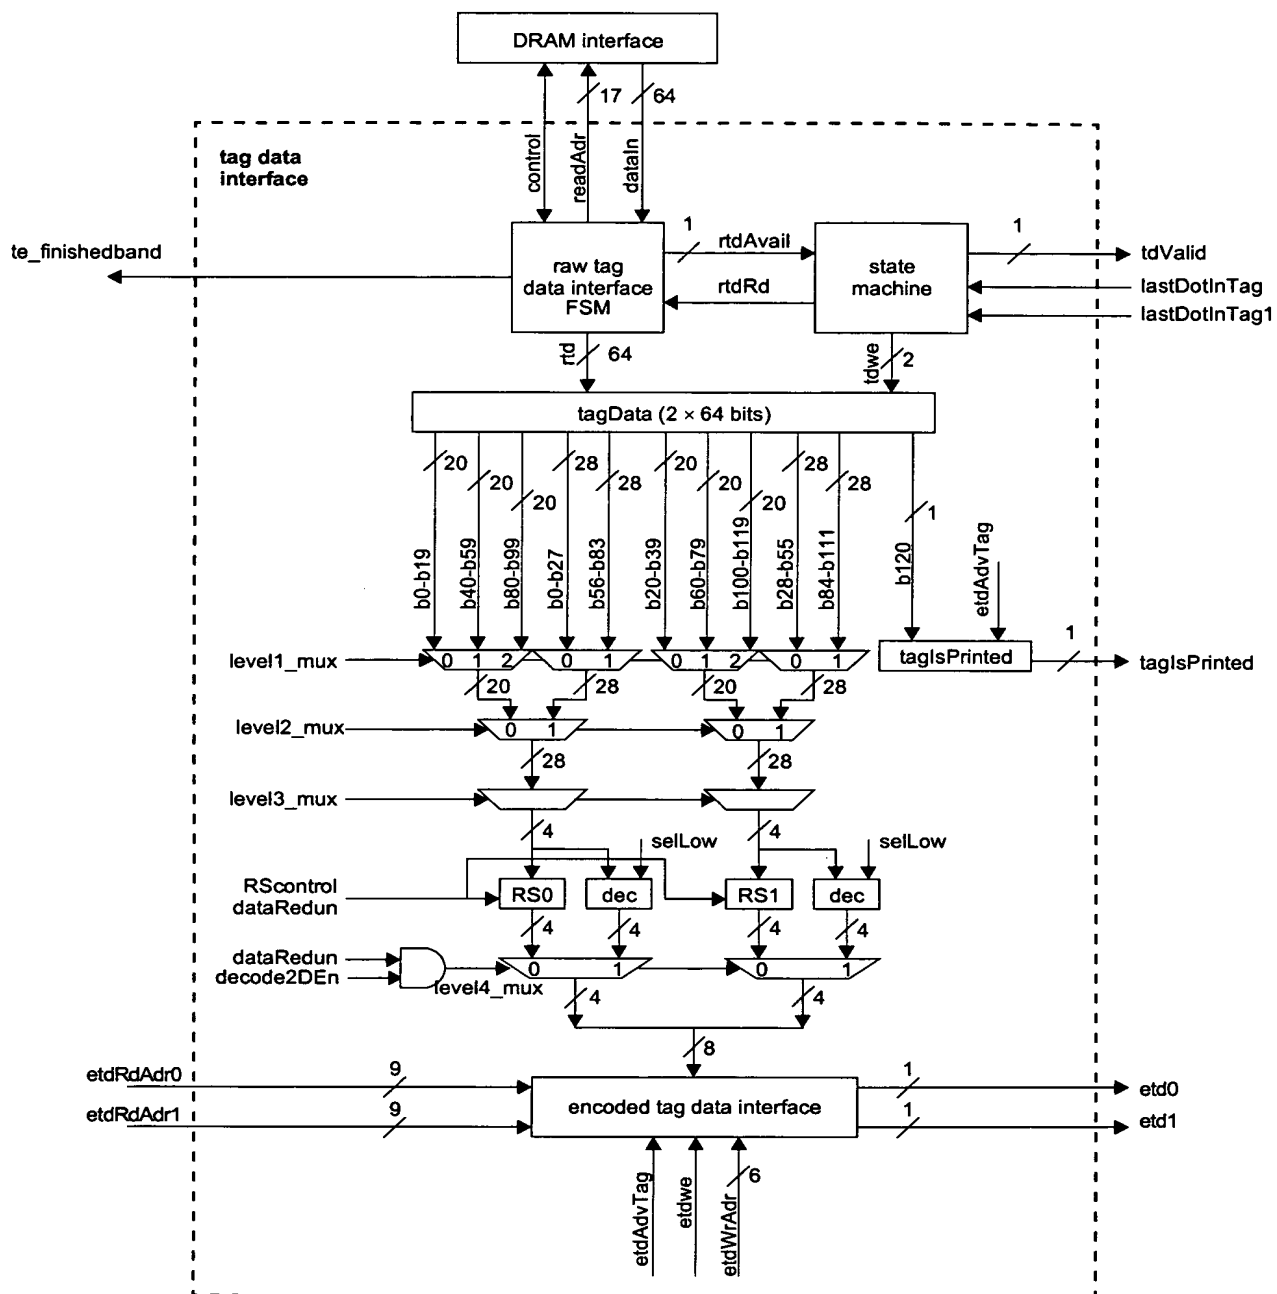 DRAM interface
17
64
control
readAdr
dataIn
tag data
interface
te_finishedband
raw tag
data interface
FSM
1
rtdAvail
rtdRd
state
machine
1
tdValid
lastDotInTag
lastDotInTag1
rtd
64
tdwe
2
tagData (2 × 64 bits)
20
20
20
28
28
20
20
20
28
28
1
b0-b19
b40-b59
b80-b99
b0-b27
b56-b83
b20-b39
b60-b79
b100-b119
b28-b55
b84-b111
b120
etdAdvTag
level1_mux
0 1 2
0 1
0 1 2
0 1
tagIsPrinted
1
tagIsPrinted
20
28
20
28
level2_mux
0 1
0 1
28
28
level3_mux
4
4
selLow
selLow
RScontrol
dataRedun
RS0
dec
RS1
dec
4
4
4
4
dataRedun
decode2DEn
level4_mux
0 1
0 1
4
4
8
etdRdAdr0
9
etdRdAdr1
9
encoded tag data interface
1
etd0
1
etd1
etdAdvTag
etdwe
etdWrAdr
6